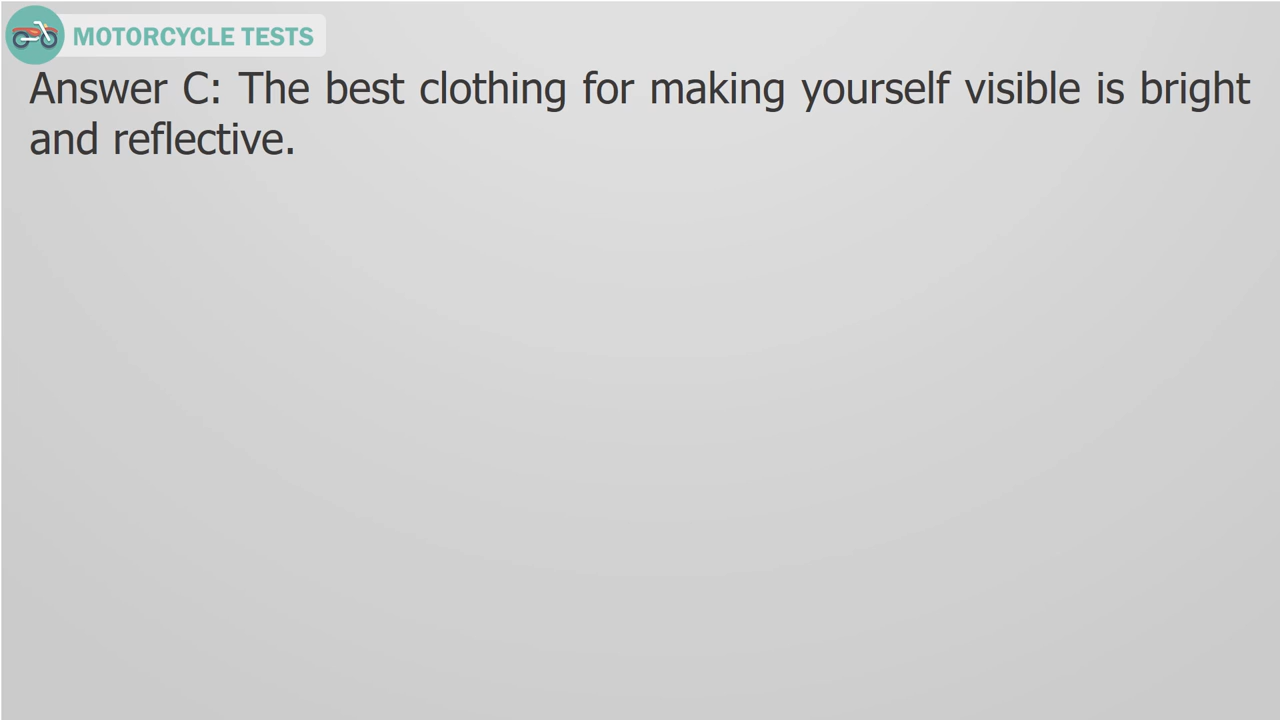 MOTORCYCLE TESTS
Answer C: The best clothing for making yourself visible is bright
and reflective.